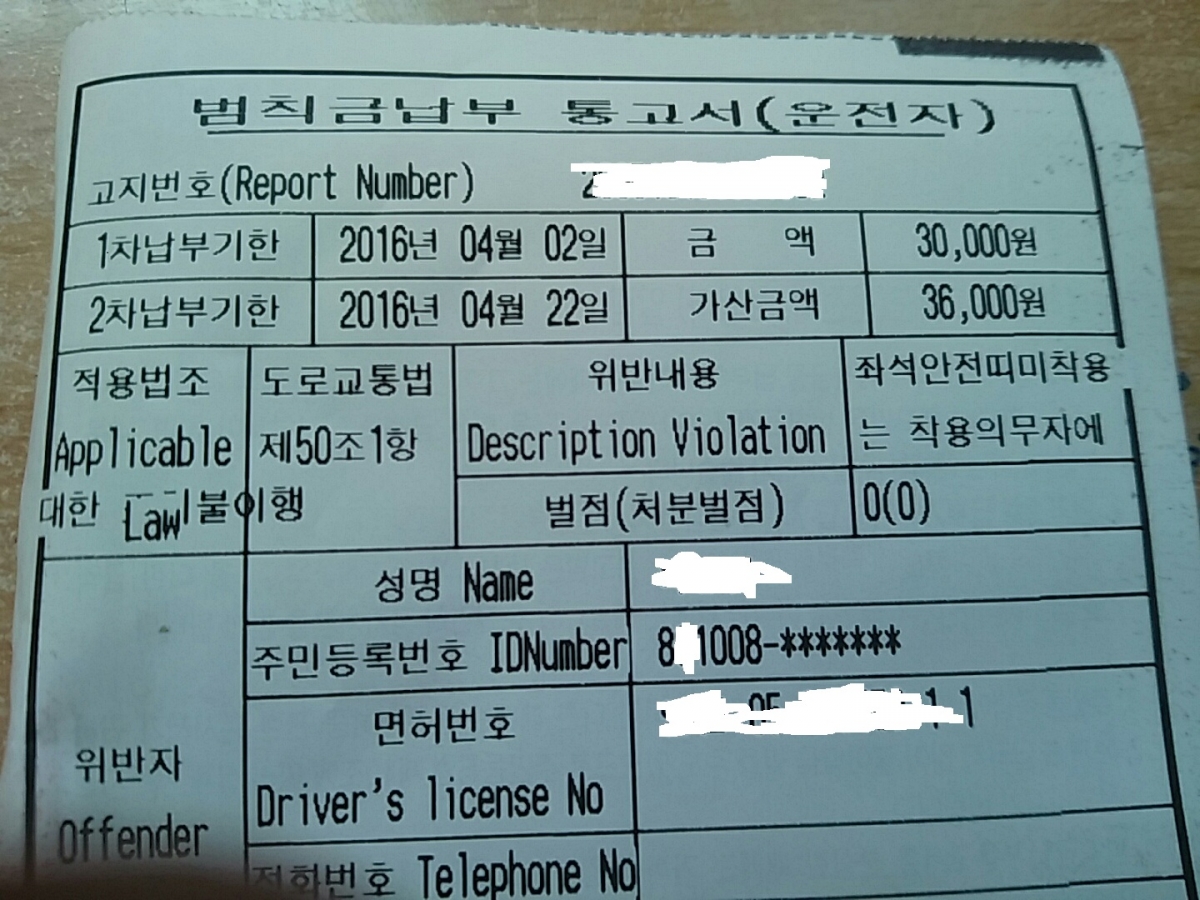 범칙금납부 통고서(운전자)
고지번호(Report Number)
1차납부기한 2016년 04월 02일 금 액 30,000원
2차납부기한 2016년 04월 22일 가산금액 36,000원
적용법조 도로교통법 위반내용 좌석안전띠미착용
Applicable 제50조1항 Description Violation 는 착용의무자에
대한 Law 불이행 벌점(처분벌점) 0(0)
성명 Name
주민등록번호 IDNumber 8 1008-*******
면허번호 1
위반자 Driver's license No
Offender
전화번호 Telephone No